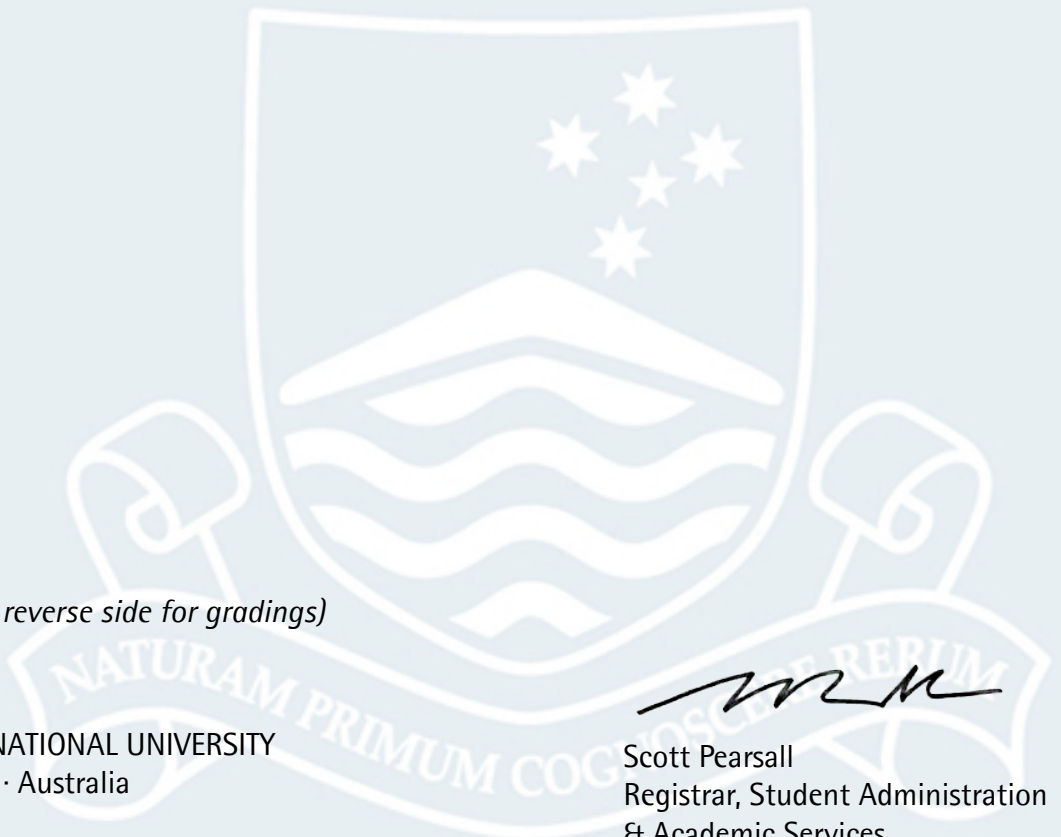 reverse side for gradings)
NATURAM PRIMUM COGNOSCERE RERUM
NATIONAL UNIVERSITY
· Australia
Scott Pearsall
Registrar, Student Administration
& Academic Services